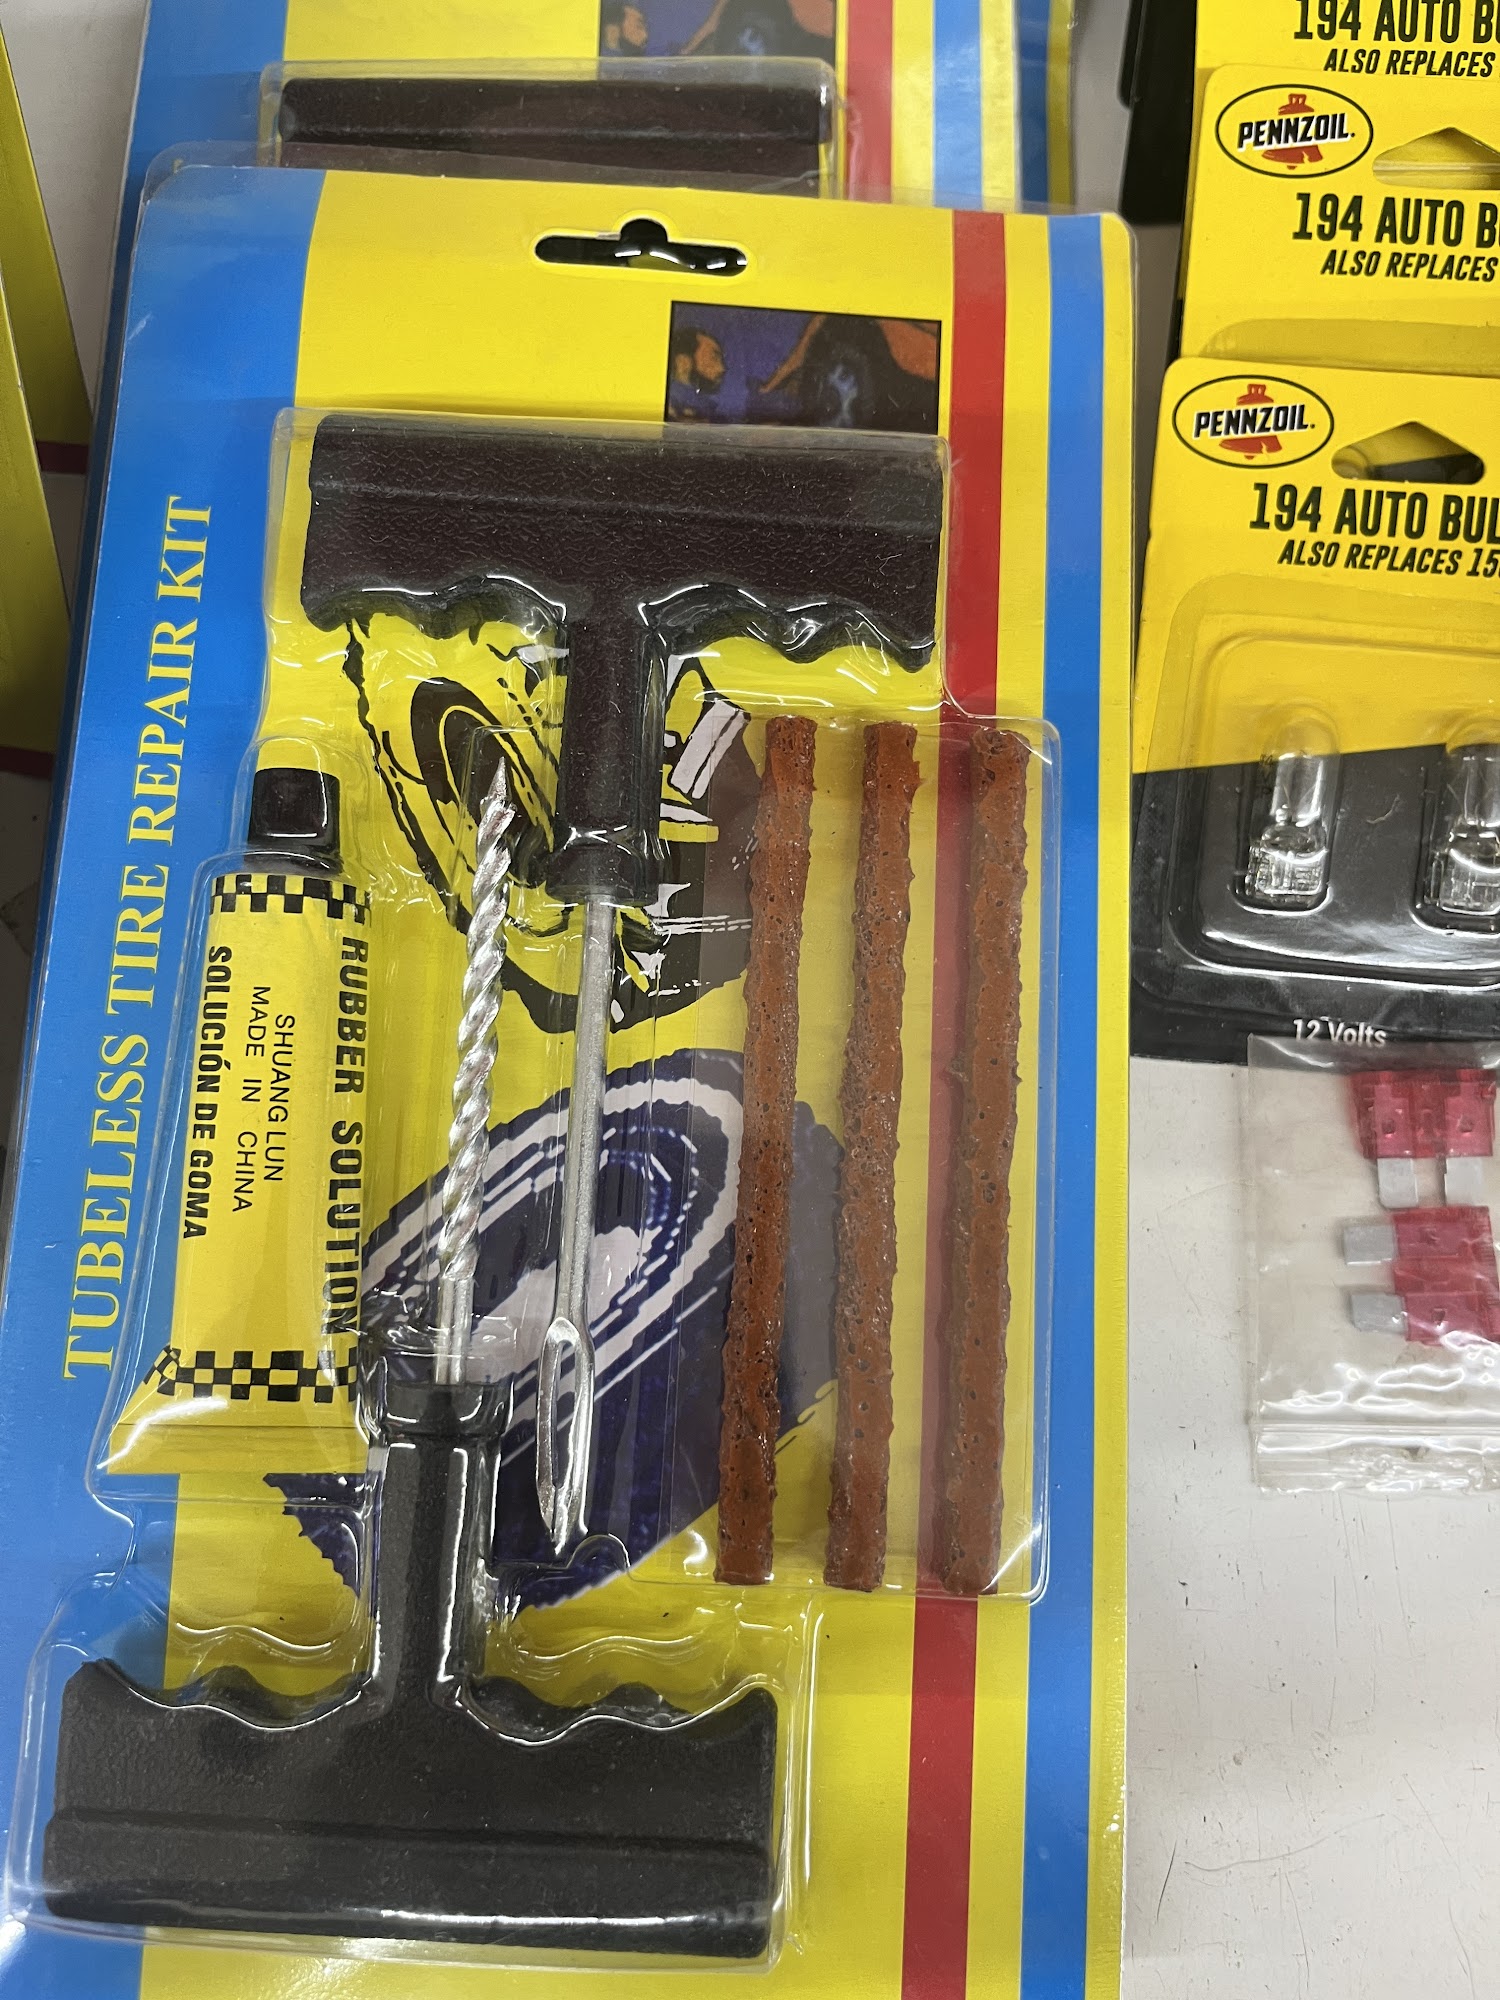 TUBELESS TIRE REPAIR KIT
RUBBER SOLUTION
SHUANG LUN
MADE IN CHINA
SOLUCIÓN DE GOMA
194 AUTO
ALSO REPLACES
PENNZOIL.
194 AUTO
ALSO REPLACES
PENNZOIL.
194 AUTO
ALSO REPLACES
12 Volts